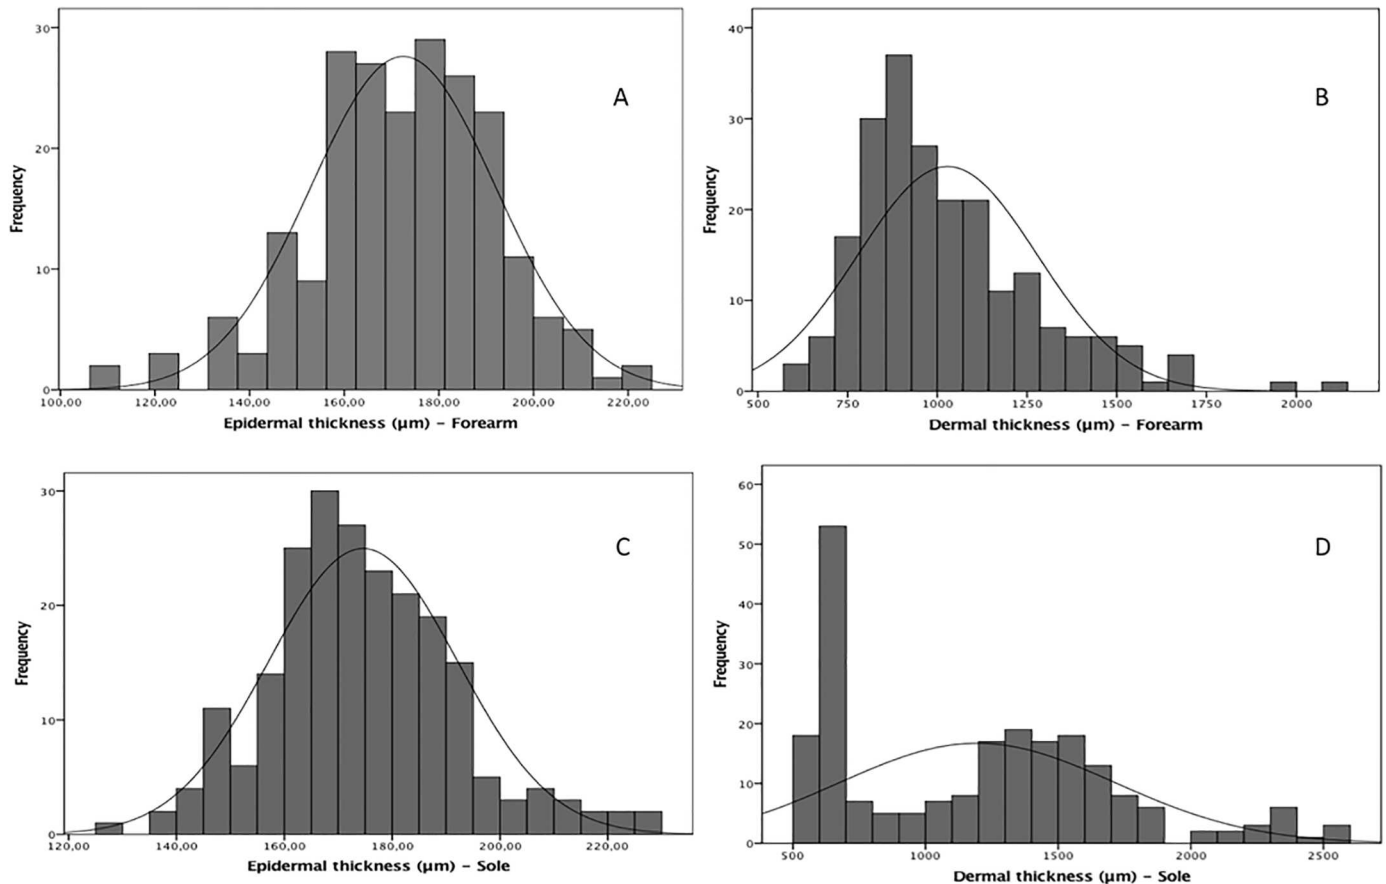 30
20
10
0
Frequency
A
100,00 120,00 140,00 160,00 180,00 200,00 220,00
Epidermal thickness (µm) – Forearm
40
30
20
10
0
Frequency
B
500 750 1000 1250 1500 1750 2000
Dermal thickness (µm) – Forearm
30
20
10
0
Frequency
C
120,00 140,00 160,00 180,00 200,00 220,00
Epidermal thickness (µm) – Sole
60
50
40
30
20
10
0
Frequency
D
500 1000 1500 2000 2500
Dermal thickness (µm) – Sole